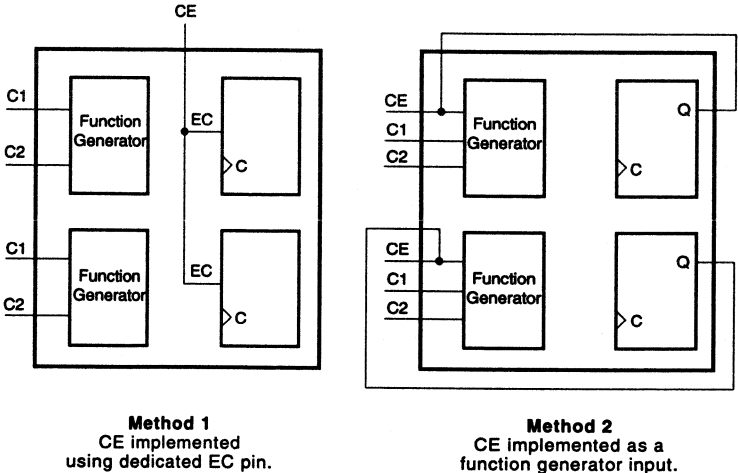 CE
C1
Function
Generator
EC
C2
C
C1
Function
Generator
EC
C2
C
Method 1
CE implemented
using dedicated EC pin.
CE
C1
C2
Function
Generator
Q
C
CE
C1
C2
Function
Generator
Q
C
Method 2
CE implemented as a
function generator input.